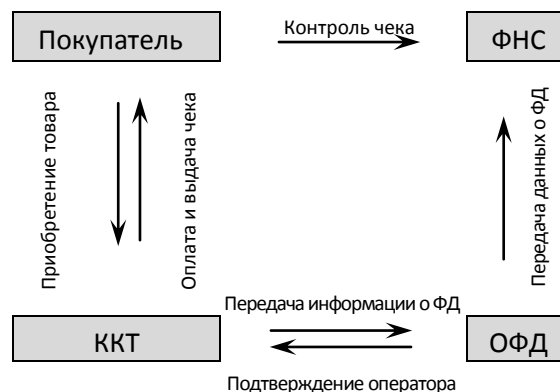 Покупатель
Контроль чека
ФНС
Приобретение товара
Оплата и выдача чека
Передача данных о ФД
Передача информации о ФД
ККТ
ОФД
Подтверждение оператора